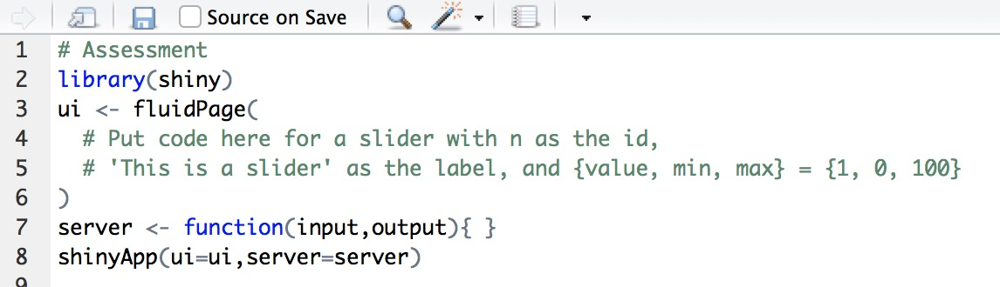 Source on Save
1 # Assessment
2 library(shiny)
3 ui <- fluidPage(
4   # Put code here for a slider with n as the id,
5   # 'This is a slider' as the label, and {value, min, max} = {1, 0, 100}
6 )
7 server <- function(input,output){ }
8 shinyApp(ui=ui,server=server)
9